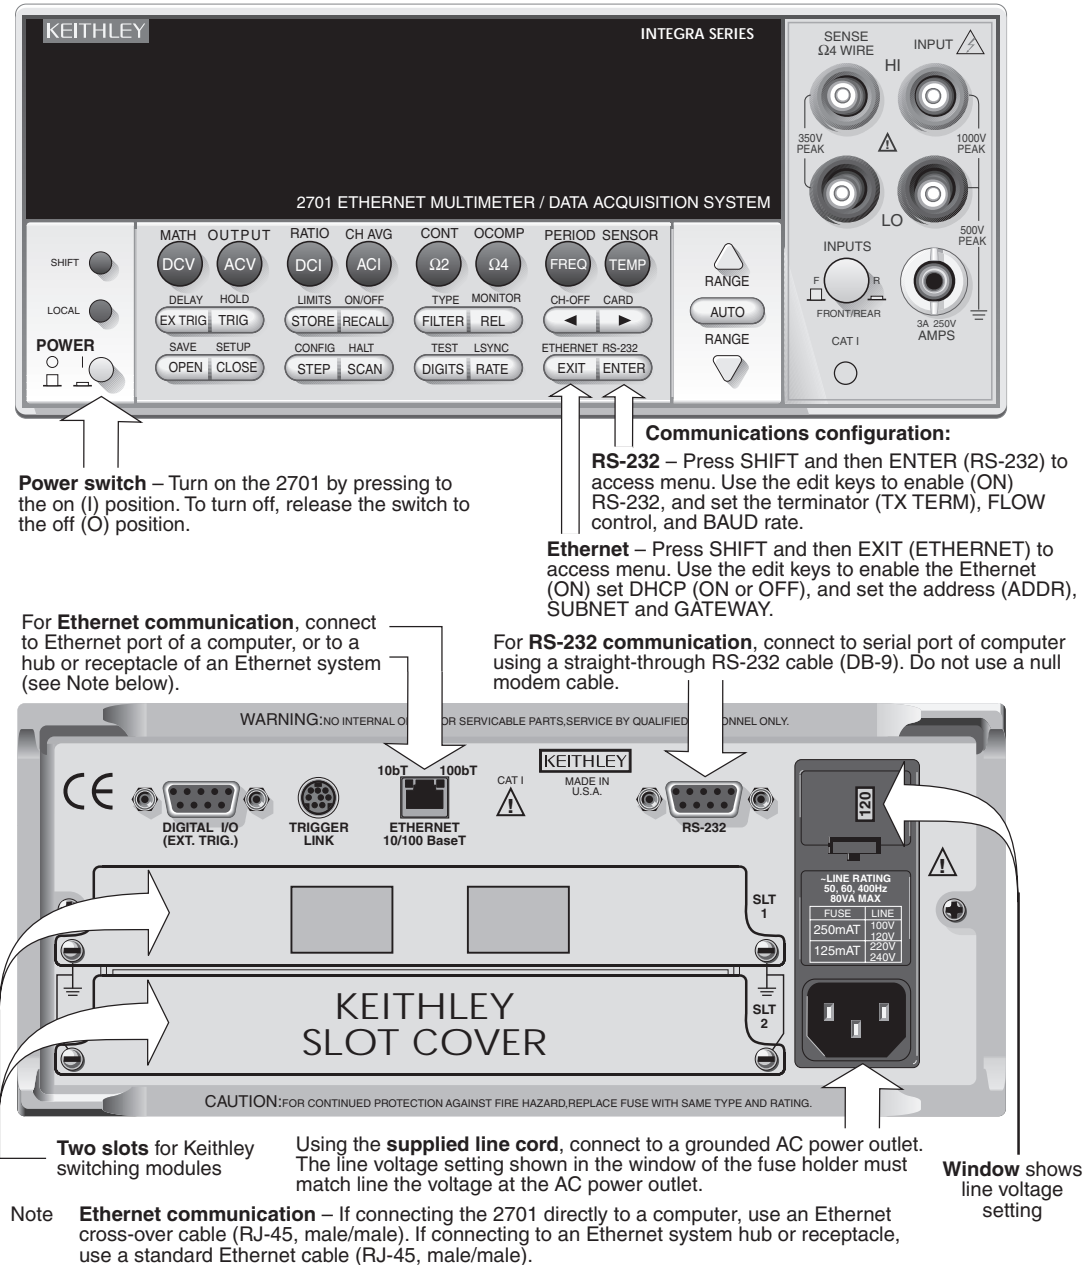 KEITHLEY
INTEGRA SERIES
2701 ETHERNET MULTIMETER / DATA ACQUISITION SYSTEM
SENSE
Ω4 WIRE
INPUT
HI
350V
PEAK
1000V
PEAK
LO
500V
PEAK
INPUTS
F
R
FRONT/REAR
3A 250V
AMPS
CAT I
MATH OUTPUT RATIO CH AVG CONT OCOMP PERIOD SENSOR
SHIFT DCV ACV DCI ACI Ω2 Ω4 FREQ TEMP
RANGE
DELAY HOLD LIMITS ON/OFF TYPE MONITOR CH-OFF CARD
LOCAL EX TRIG TRIG STORE RECALL FILTER REL
AUTO
POWER
SAVE SETUP CONFIG HALT TEST LSYNC ETHERNET RS-232
RANGE
O I
OPEN CLOSE STEP SCAN DIGITS RATE EXIT ENTER
Communications configuration:
Power switch – Turn on the 2701 by pressing to
the on (I) position. To turn off, release the switch to
the off (O) position.
RS-232 – Press SHIFT and then ENTER (RS-232) to
access menu. Use the edit keys to enable (ON)
RS-232, and set the terminator (TX TERM), FLOW
control, and BAUD rate.
Ethernet – Press SHIFT and then EXIT (ETHERNET) to
access menu. Use the edit keys to enable the Ethernet
(ON) set DHCP (ON or OFF), and set the address (ADDR),
SUBNET and GATEWAY.
For Ethernet communication, connect
to Ethernet port of a computer, or to a
hub or receptacle of an Ethernet system
(see Note below).
For RS-232 communication, connect to serial port of computer
using a straight-through RS-232 cable (DB-9). Do not use a null
modem cable.
WARNING:NO INTERNAL O OR SERVICABLE PARTS,SERVICE BY QUALIFIED ONNEL ONLY.
CE
DIGITAL I/O
(EXT. TRIG.)
TRIGGER
LINK
10bT 100bT
ETHERNET
10/100 BaseT
CAT I
KEITHLEY
MADE IN
U.S.A.
RS-232
120
~LINE RATING
50, 60, 400Hz
80VA MAX
FUSE LINE
250mAT 100V
120V
125mAT 220V
240V
SLT
1
KEITHLEY
SLOT COVER
SLT
2
CAUTION:FOR CONTINUED PROTECTION AGAINST FIRE HAZARD,REPLACE FUSE WITH SAME TYPE AND RATING.
Two slots for Keithley
switching modules
Using the supplied line cord, connect to a grounded AC power outlet.
The line voltage setting shown in the window of the fuse holder must
match line the voltage at the AC power outlet.
Window shows
line voltage
setting
Note Ethernet communication – If connecting the 2701 directly to a computer, use an Ethernet
cross-over cable (RJ-45, male/male). If connecting to an Ethernet system hub or receptacle,
use a standard Ethernet cable (RJ-45, male/male).